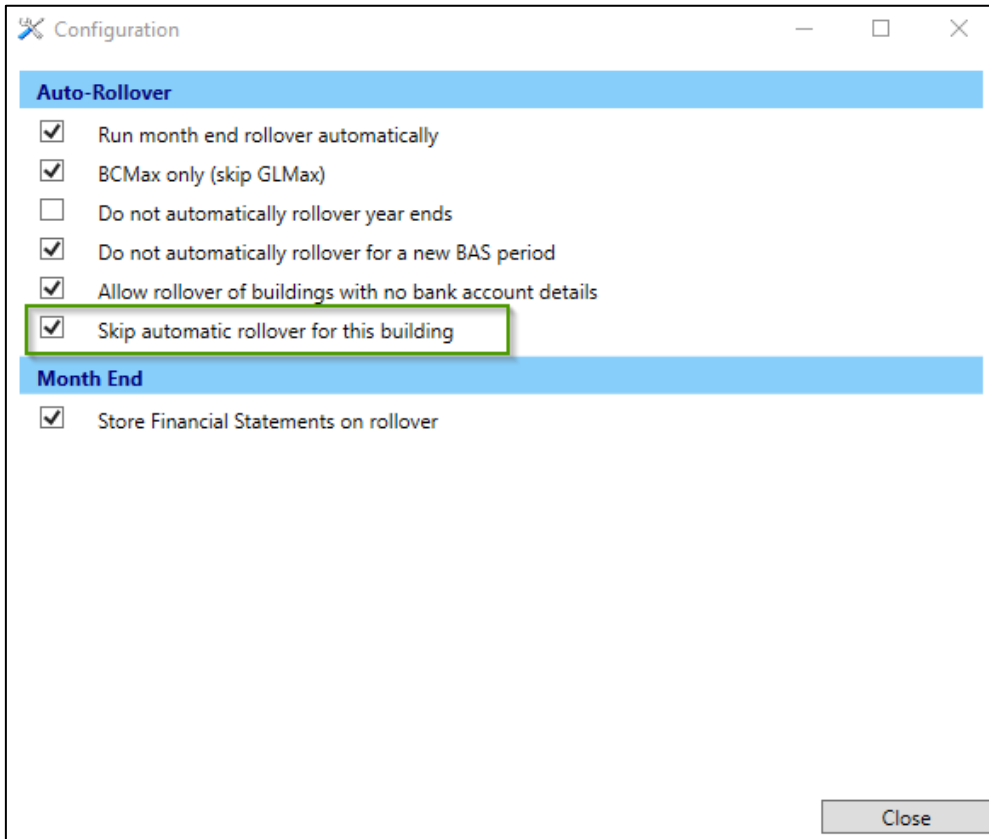 Configuration
Auto-Rollover
Run month end rollover automatically
BCMax only (skip GLMax)
Do not automatically rollover year ends
Do not automatically rollover for a new BAS period
Allow rollover of buildings with no bank account details
Skip automatic rollover for this building
Month End
Store Financial Statements on rollover
Close